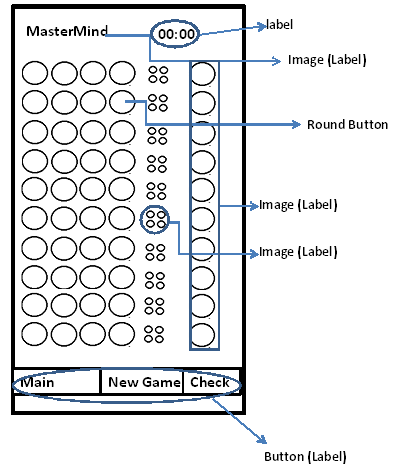 MasterMind 00:00
label
Image (Label)
Round Button
Image (Label)
Image (Label)
Main New Game Check
Button (Label)